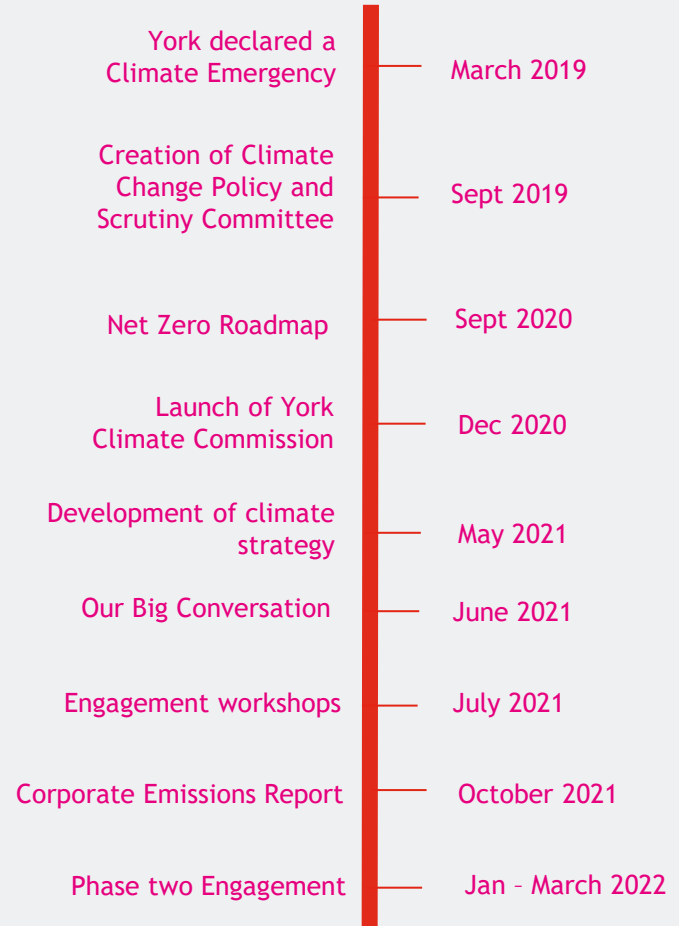 York declared a
Climate Emergency
March 2019
Creation of Climate
Change Policy and
Scrutiny Committee
Sept 2019
Net Zero Roadmap
Sept 2020
Launch of York
Climate Commission
Dec 2020
Development of climate
strategy
May 2021
Our Big Conversation
June 2021
Engagement workshops
July 2021
Corporate Emissions Report
October 2021
Phase two Engagement
Jan – March 2022